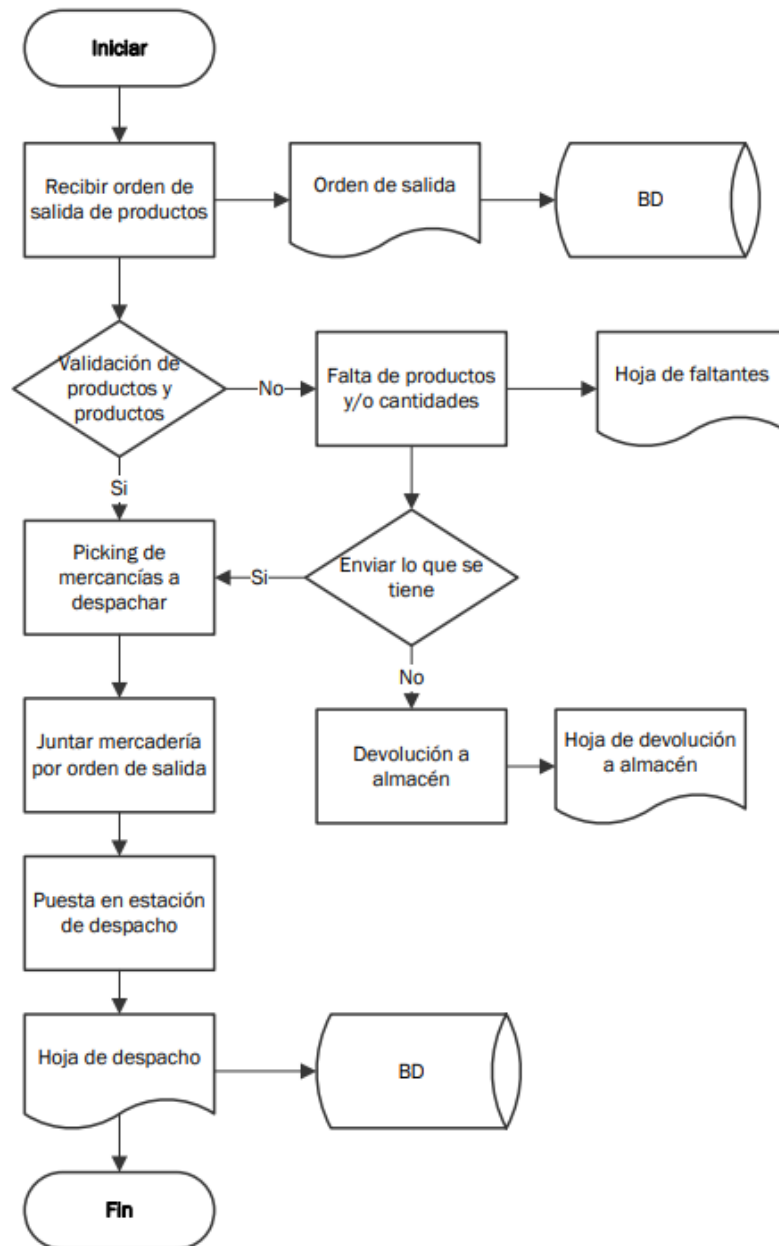 Iniciar
Recibir orden de
salida de productos
Orden de salida
BD
Validación de
productos y
productos
No
Falta de productos
y/o cantidades
Hoja de faltantes
Si
Picking de
mercancías a
despachar
Si
Enviar lo que se
tiene
No
Juntar mercadería
por orden de salida
Devolución a
almacén
Hoja de devolución
a almacén
Puesta en estación
de despacho
Hoja de despacho
BD
Fin